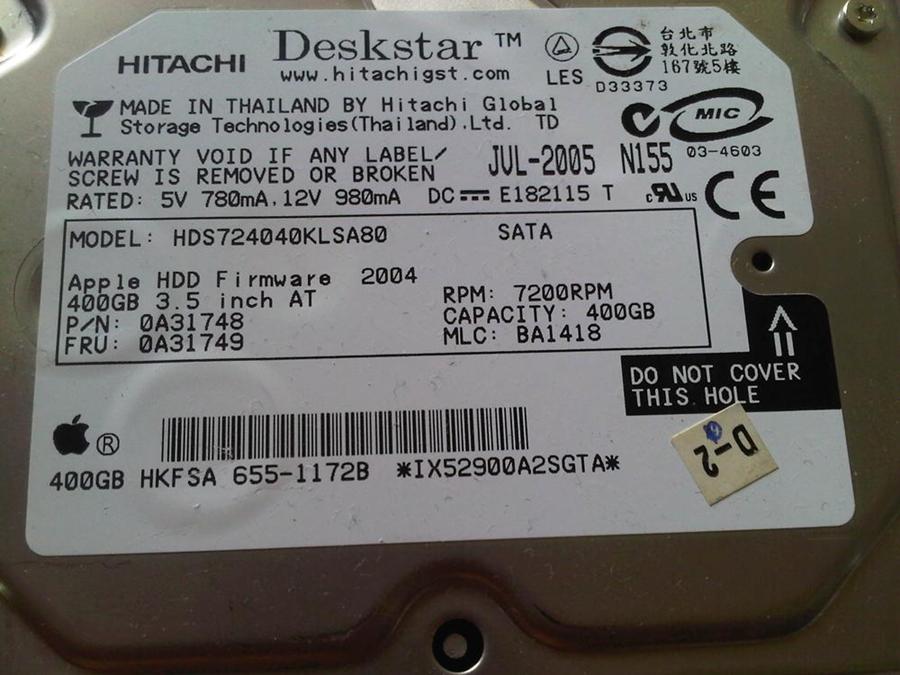 HITACHI Deskstar™
www.hitachigst.com
LES
D33373
台北市
敦化北路
167號5樓
MADE IN THAILAND BY Hitachi Global
Storage Technologies(Thailand).Ltd. TD
MIC
03-4603
WARRANTY VOID IF ANY LABEL/
SCREW IS REMOVED OR BROKEN
JUL-2005 N155
RATED: 5V 780mA,12V 980mA DC E182115 T
c RU US CE
MODEL: HDS724040KLSA80 SATA
Apple HDD Firmware 2004
400GB 3.5 inch AT
P/N: 0A31748
FRU: 0A31749
RPM: 7200RPM
CAPACITY: 400GB
MLC: BA1418
DO NOT COVER
THIS HOLE
®
400GB HKFSA 655-1172B *IX52900A2SGTA*
D-2